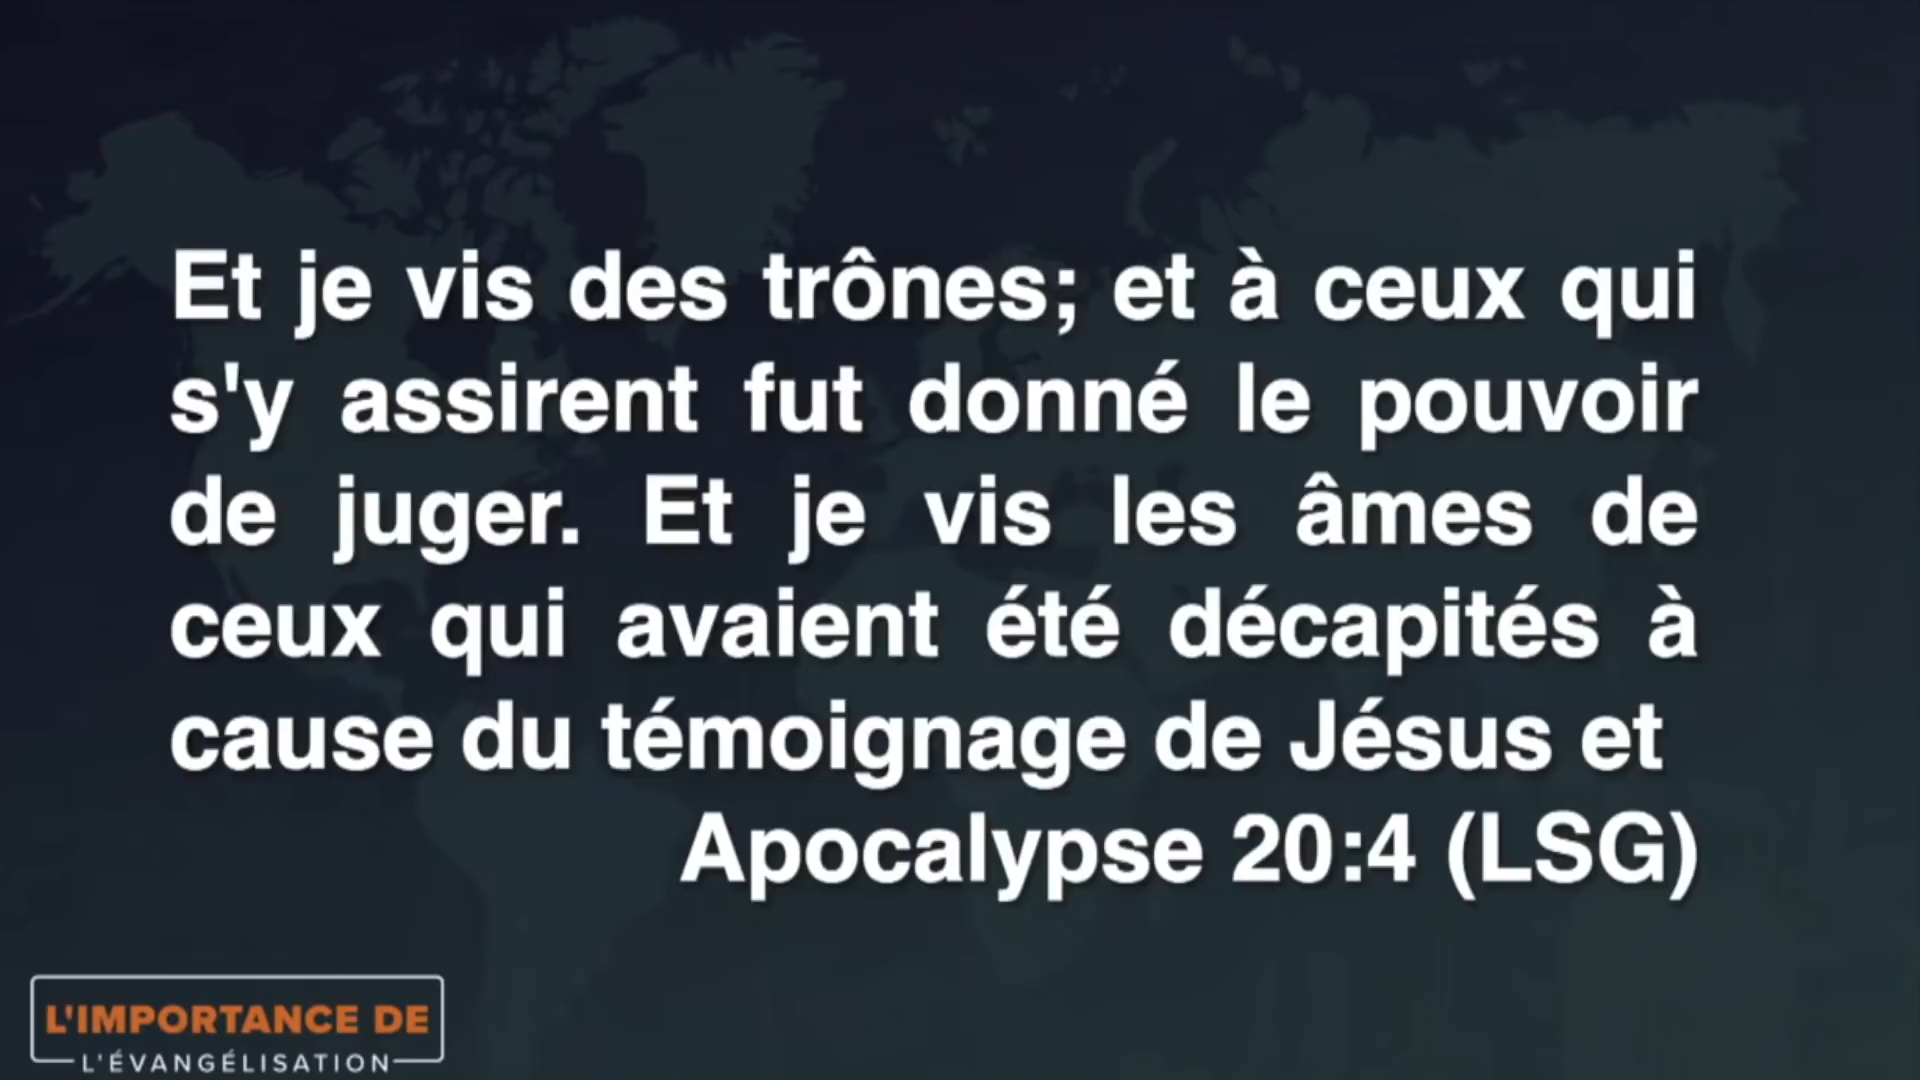 Et je vis des trônes; et à ceux qui
s'y assirent fut donné le pouvoir
de juger. Et je vis les âmes de
ceux qui avaient été décapités à
cause du témoignage de Jésus et
Apocalypse 20:4 (LSG)
L'IMPORTANCE DE
L'ÉVANGÉLISATION